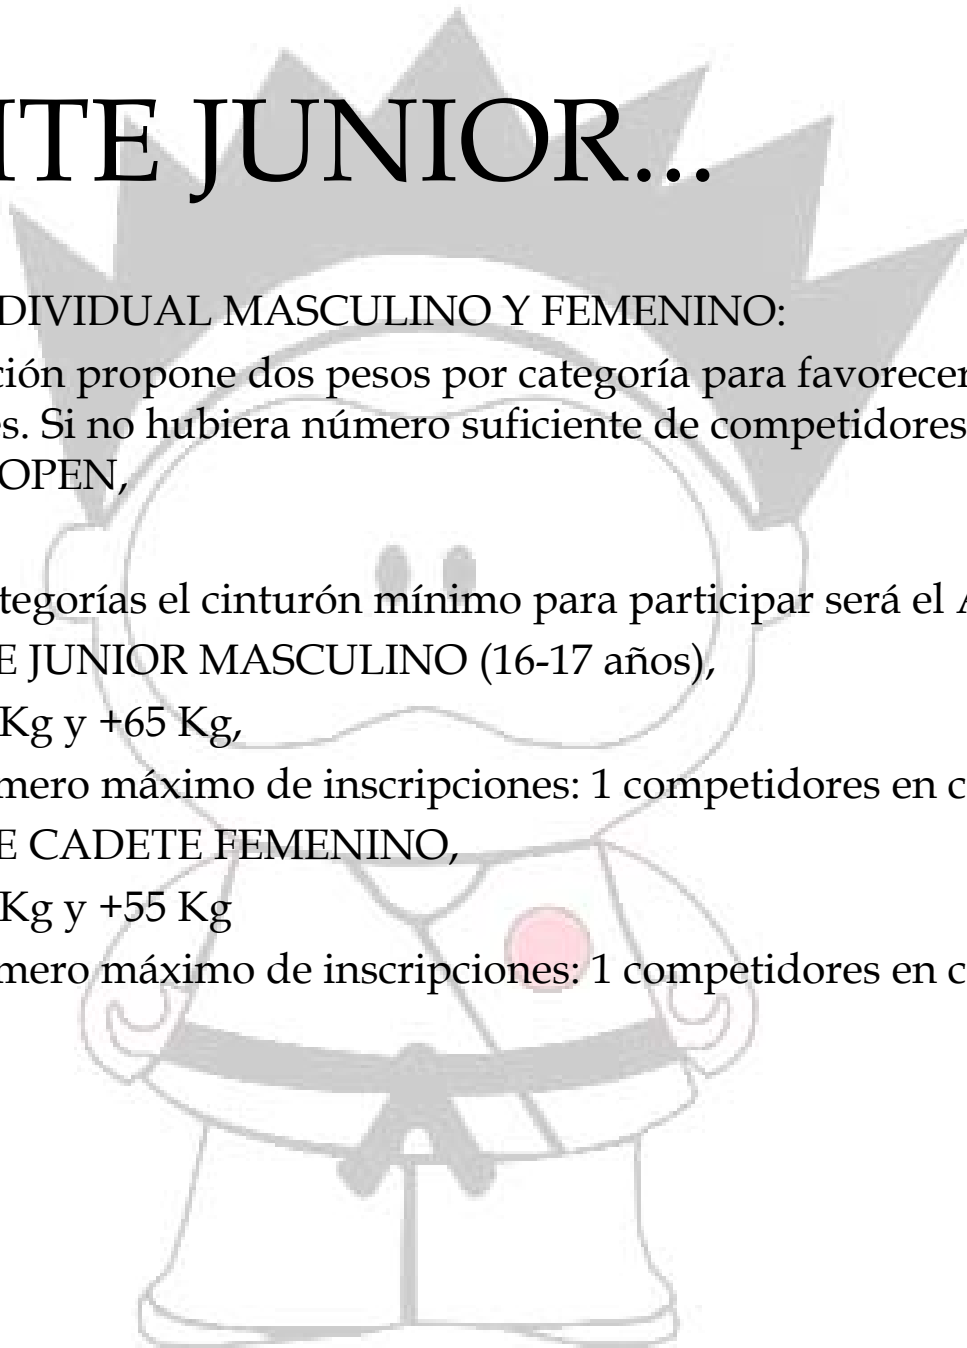 ITE JUNIOR...
DIVIDUAL MASCULINO Y FEMENINO:
ción propone dos pesos por categoría para favorecer
es. Si no hubiera número suficiente de competidores
OPEN,
tegorías el cinturón mínimo para participar será el A
E JUNIOR MASCULINO (16-17 años),
Kg y +65 Kg,
mero máximo de inscripciones: 1 competidores en c
E CADETE FEMENINO,
Kg y +55 Kg
mero máximo de inscripciones: 1 competidores en c